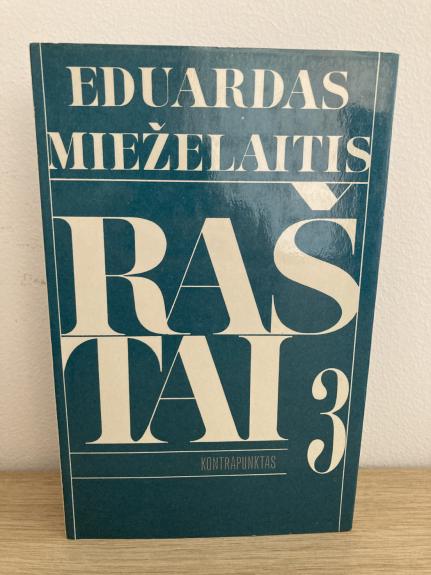 EDUARDAS
MIEŽELAITIS
RAŠ
TAI 3
KONTRAPUNKTAS